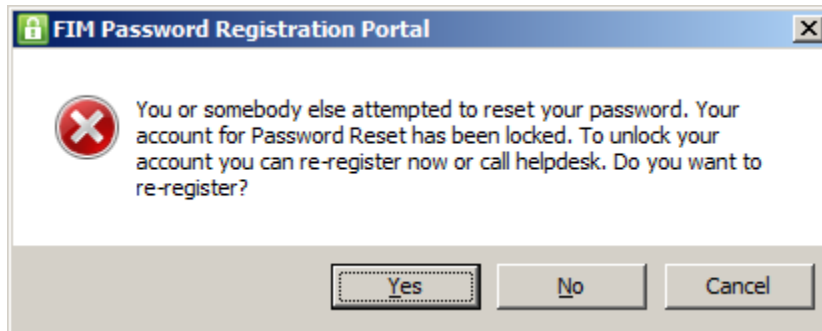 FIM Password Registration Portal
You or somebody else attempted to reset your password. Your
account for Password Reset has been locked. To unlock your
account you can re-register now or call helpdesk. Do you want to
re-register?
Yes No Cancel